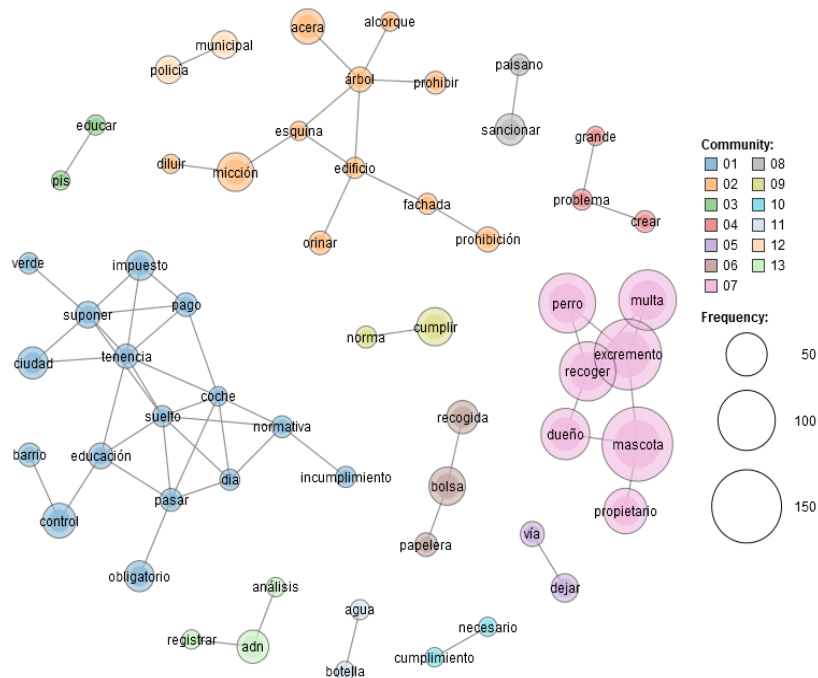 acera
alcorque
municipal
policía
árbol
prohibir
paisano
educar
esquina
sancionar
grande
diluir
micción
edificio
pis
problema
fachada
crear
orinar
prohibición
verde
impuesto
suponer
pago
perro
multa
ciudad
tenencia
norma
cumplir
excremento
recoger
coche
suelto
normativa
recogida
dueño
mascota
barrio
educación
incumplimiento
dia
bolsa
control
pasar
propietario
papelera
vía
obligatorio
análisis
dejar
agua
necesario
registrar
adn
cumplimiento
botella
Community:
01 08
02 09
03 10
04 11
05 12
06 13
07
Frequency:
50
100
150